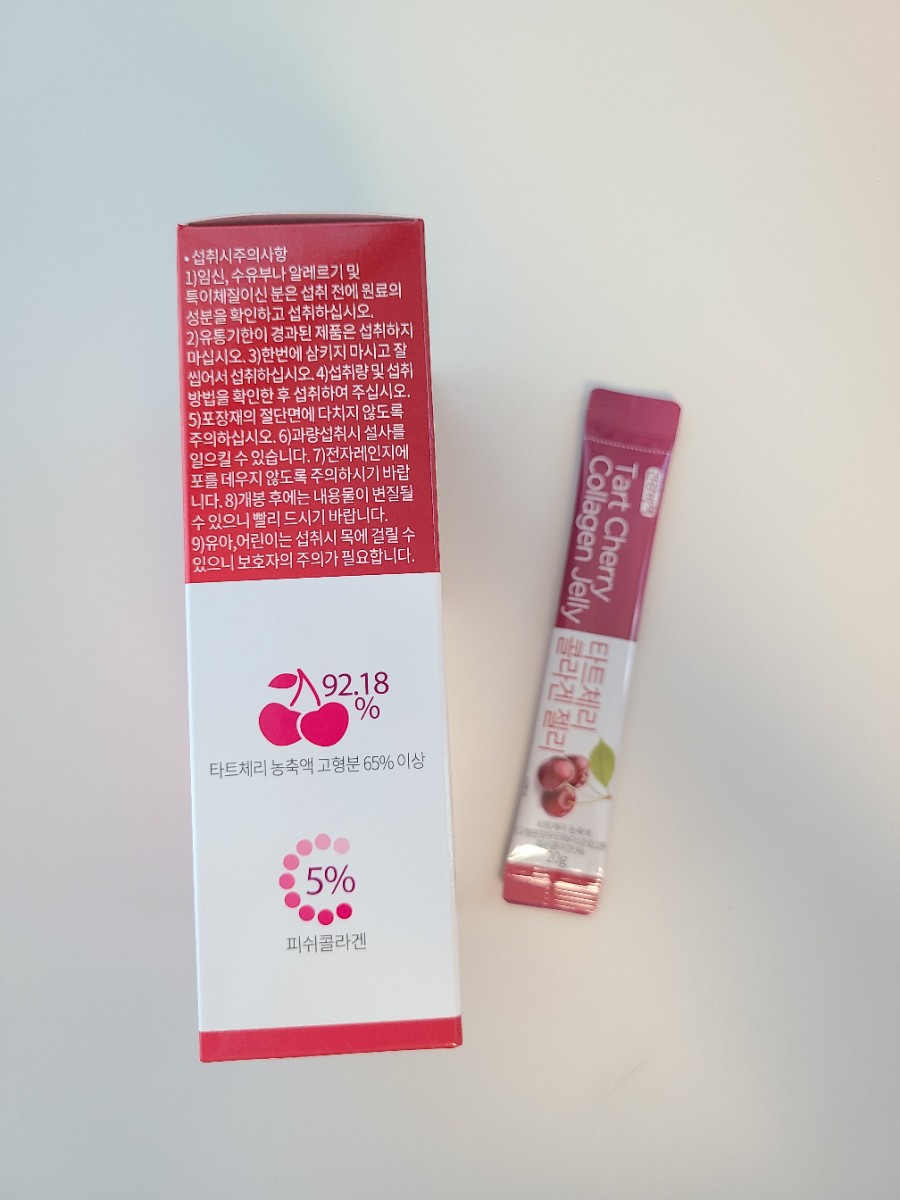 • 섭취시주의사항
1)임신, 수유부나 알레르기 및
특이체질이신 분은 섭취 전에 원료의
성분을 확인하고 섭취하십시오.
2)유통기한이 경과된 제품은 섭취하지
마십시오. 3)한번에 삼키지 마시고 잘
씹어서 섭취하십시오. 4)섭취량 및 섭취
방법을 확인한 후 섭취하여 주십시오.
5)포장재의 절단면에 다치지 않도록
주의하십시오. 6)과량섭취시 설사를
일으킬 수 있습니다. 7)전자레인지에
포를 데우지 않도록 주의하시기 바랍
니다. 8)개봉 후에는 내용물이 변질될
수 있으니 빨리 드시기 바랍니다.
9)유아,어린이는 섭취시 목에 걸릴 수
있으니 보호자의 주의가 필요합니다.
92.18
%
타트체리 농축액 고형분 65% 이상
5%
피쉬콜라겐
Tart Cherry
Collagen Jelly
타트체리
콜라겐 젤리
타트체리 농축액
20g